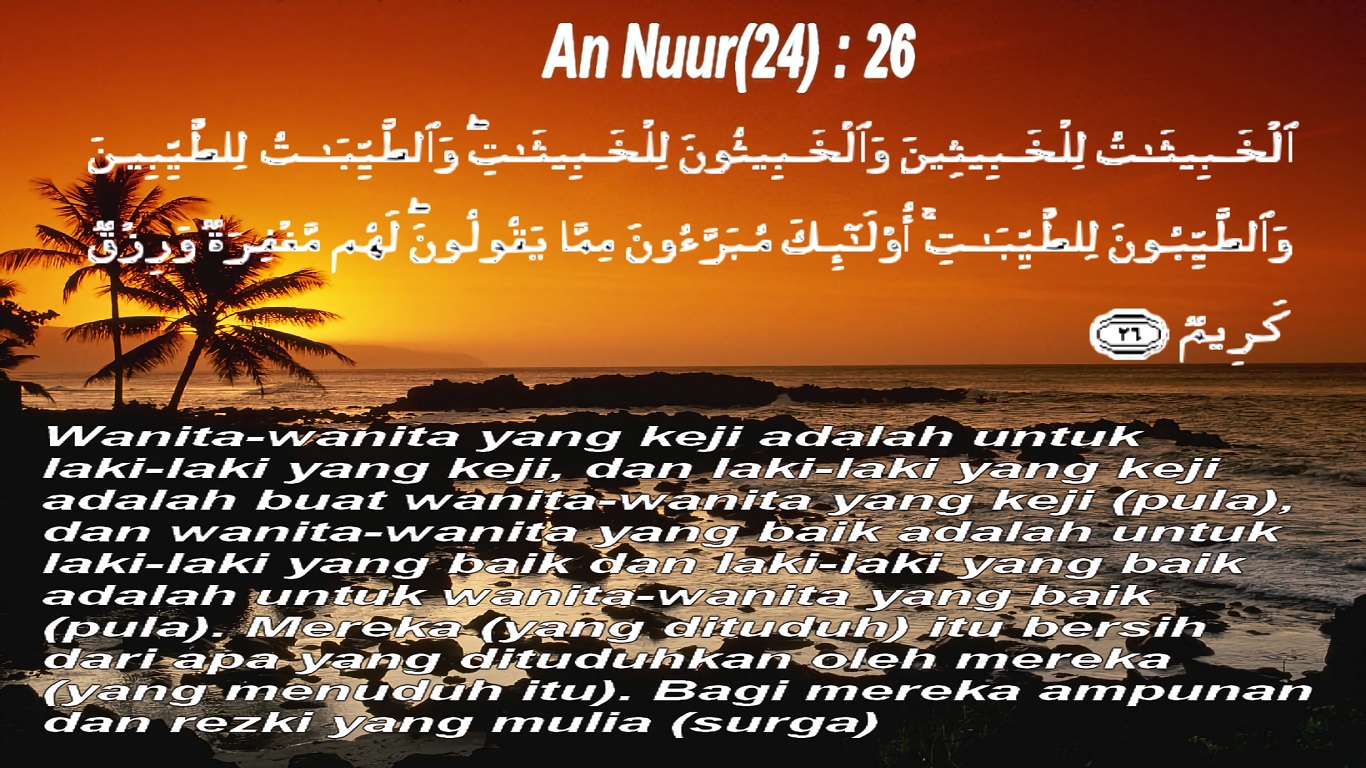 An Nuur(24) : 26
ٱلْخَبِيثَـٰتُ لِلْخَبِيثِينَ وَٱلْخَبِيثُونَ لِلْخَبِيثَـٰتِ ۖ وَٱلطَّيِّبَـٰتُ لِلطَّيِّبِينَ
وَٱلطَّيِّبُونَ لِلطَّيِّبَـٰتِ ۚ أُو۟لَـٰٓئِكَ مُبَرَّءُونَ مِمَّا يَقُولُونَ ۖ لَهُم مَّغْفِرَةٌ وَرِزْقٌ
كَرِيمٌ ٢٦
Wanita-wanita yang keji adalah untuk
laki-laki yang keji, dan laki-laki yang keji
adalah buat wanita-wanita yang keji (pula),
dan wanita-wanita yang baik adalah untuk
laki-laki yang baik dan laki-laki yang baik
adalah untuk wanita-wanita yang baik
(pula). Mereka (yang dituduh) itu bersih
dari apa yang dituduhkan oleh mereka
(yang menuduh itu). Bagi mereka ampunan
dan rezki yang mulia (surga)